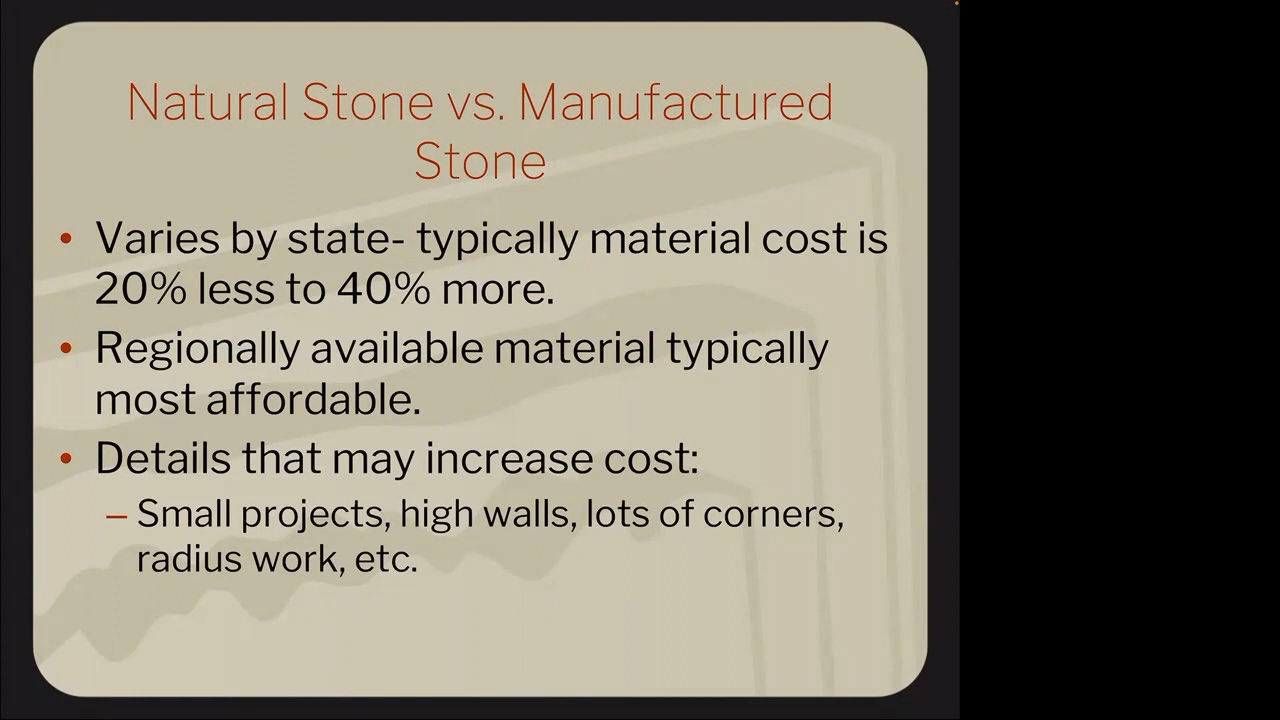 Natural Stone vs. Manufactured
Stone
• Varies by state- typically material cost is
20% less to 40% more.
• Regionally available material typically
most affordable.
• Details that may increase cost:
– Small projects, high walls, lots of corners,
radius work, etc.